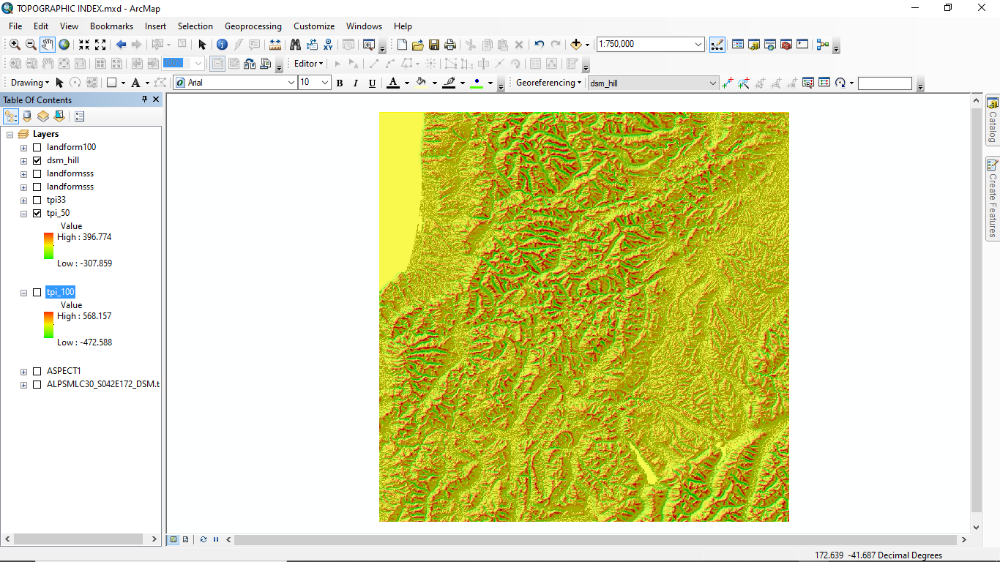 TOPOGRAPHIC INDEX.mxd - ArcMap
File Edit View Bookmarks Insert Selection Geoprocessing Customize Windows Help
1:750,000
100%
Editor
Drawing A Arial 10 B I U A Georeferencing dsm_hill
Table Of Contents
Layers
landform100
dsm_hill
landformsss
landformsss
tpi33
tpi_50
Value
High : 396.774
Low : -307.859
tpi_100
Value
High : 568.157
Low : -472.588
ASPECT1
ALPSMLC30_S042E172_DSM.t
Catalog
Create Features
172.639 -41.687 Decimal Degrees